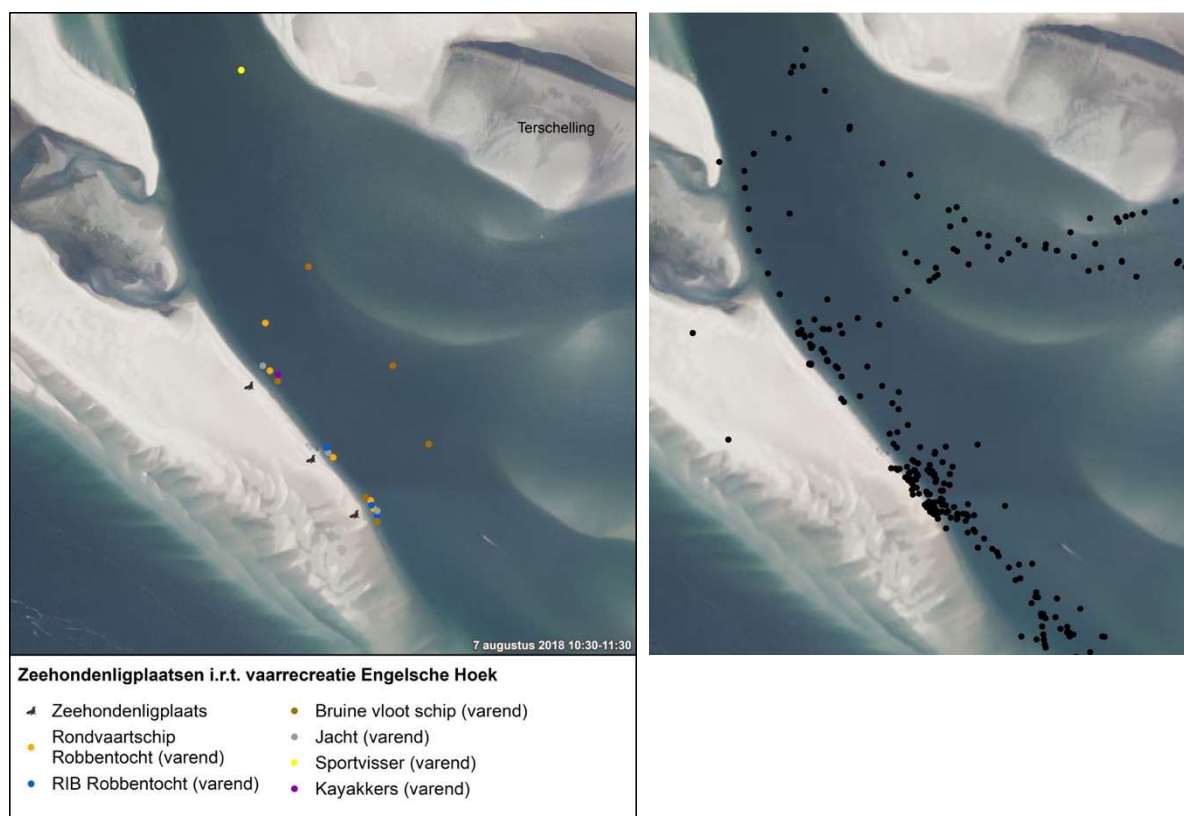 Terschelling
7 augustus 2018 10:30-11:30
Zeehondenligplaatsen i.r.t. vaarrecreatie Engelsche Hoek
Zeehondenligplaats
Rondvaartschip
Robbentocht (varend)
RIB Robbentocht (varend)
Bruine vloot schip (varend)
Jacht (varend)
Sportvisser (varend)
Kayakkers (varend)